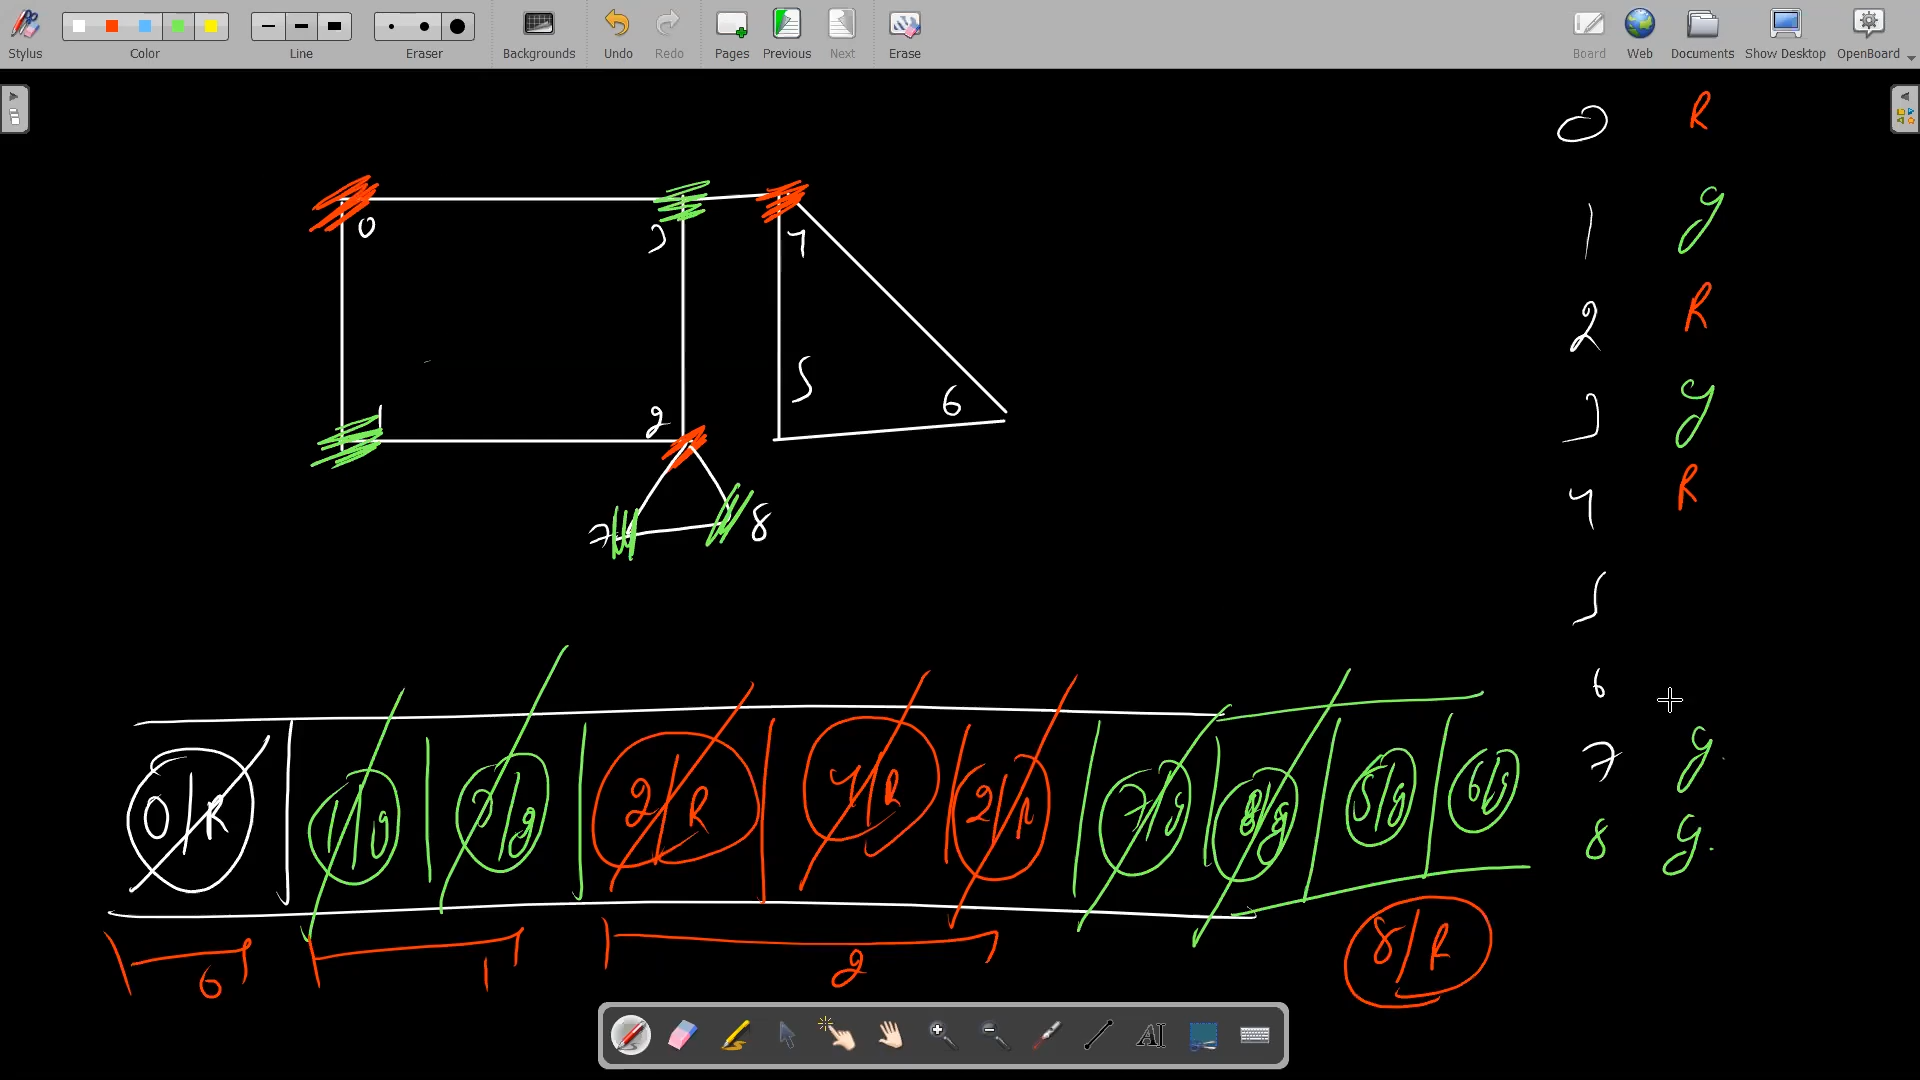 Stylus Color Line Eraser Backgrounds Undo Redo Pages Previous Next Erase Board Web Documents Show Desktop OpenBoard
0 R
0 3 4
1 g
2 R
5 6
1 2
3 g
4 R
7 8
5
6
7 g.
0/R 1/g 3/g 2/R 4/R 2/R 7/g 8/g 5/g 6/g
8 g.
0 1 2 8/R
AI